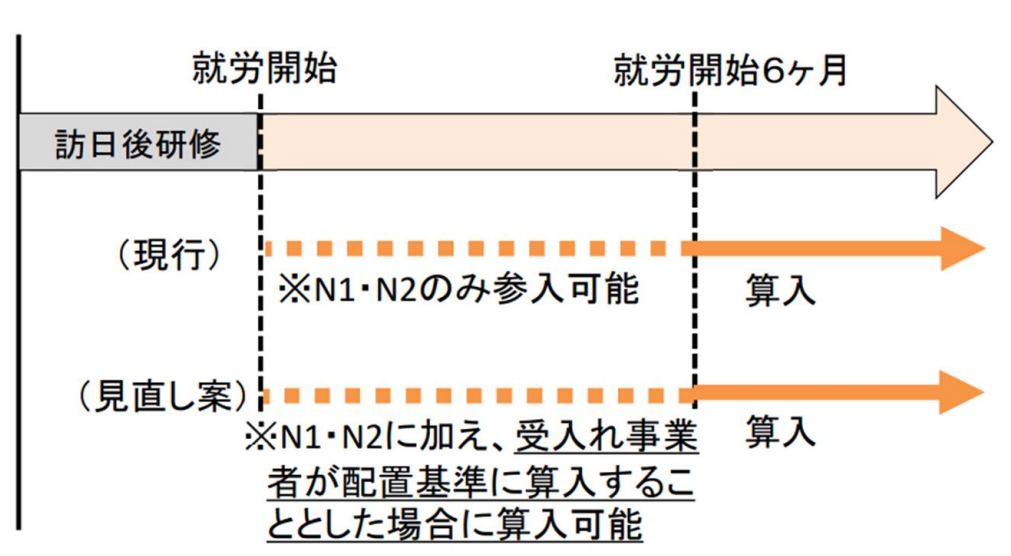 就労開始
就労開始6ヶ月
訪日後研修
（現行）
※N1・N2のみ参入可能
算入
（見直し案）
※N1・N2に加え、受入れ事業
者が配置基準に算入するこ
ととした場合に算入可能
算入